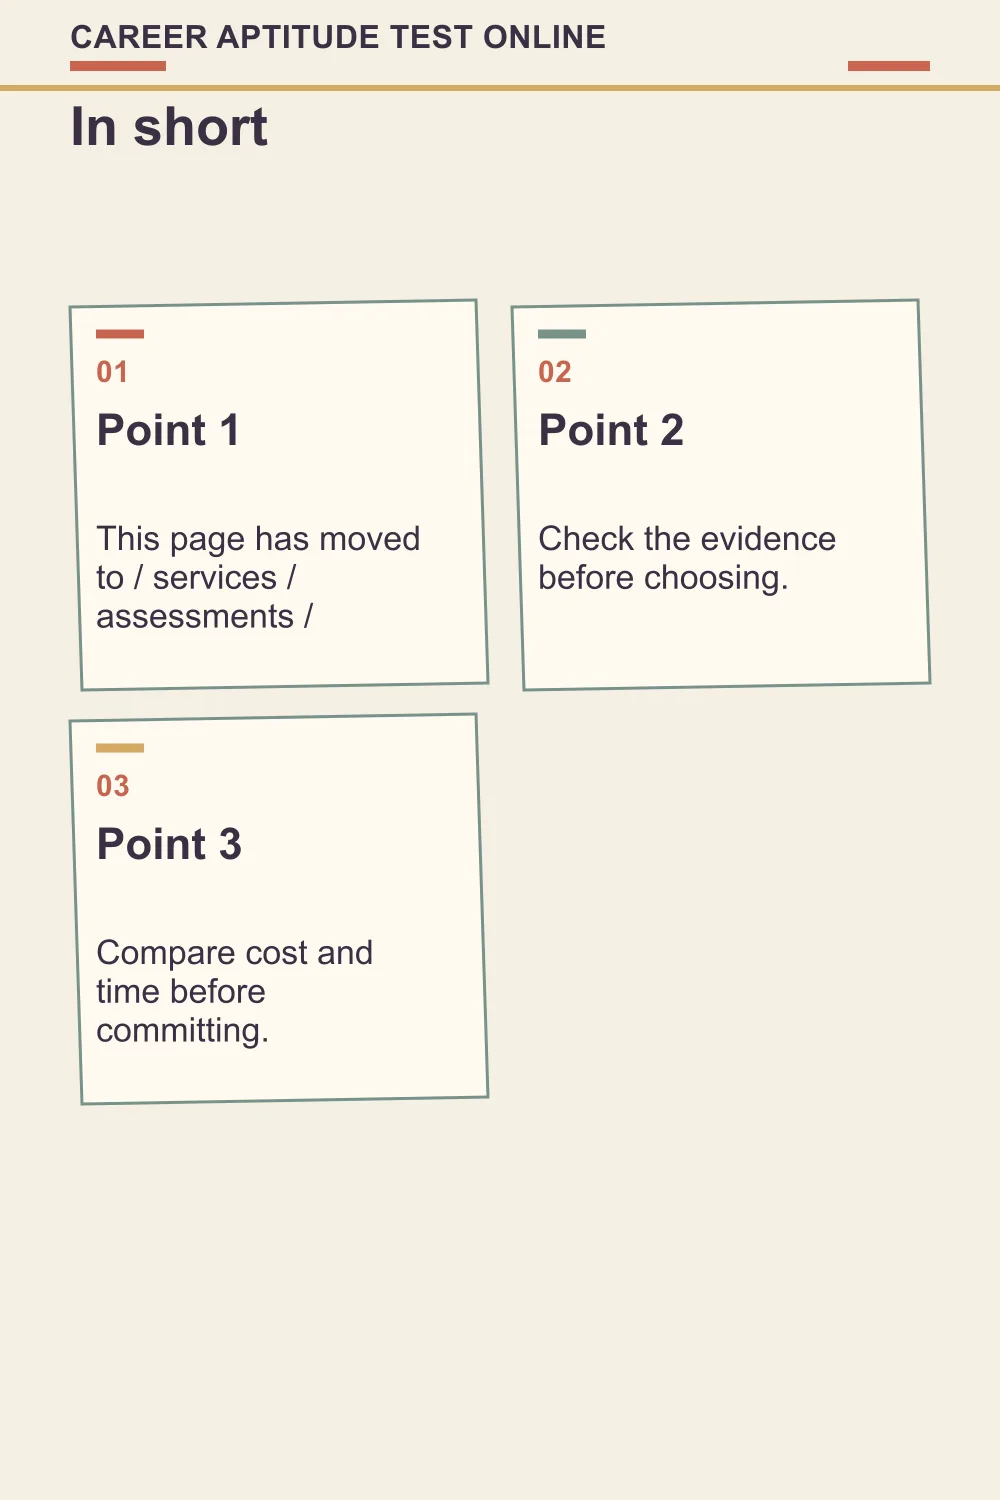 CAREER APTITUDE TEST ONLINE
In short
01
Point 1
This page has moved
to / services /
assessments /
02
Point 2
Check the evidence
before choosing.
03
Point 3
Compare cost and
time before
committing.